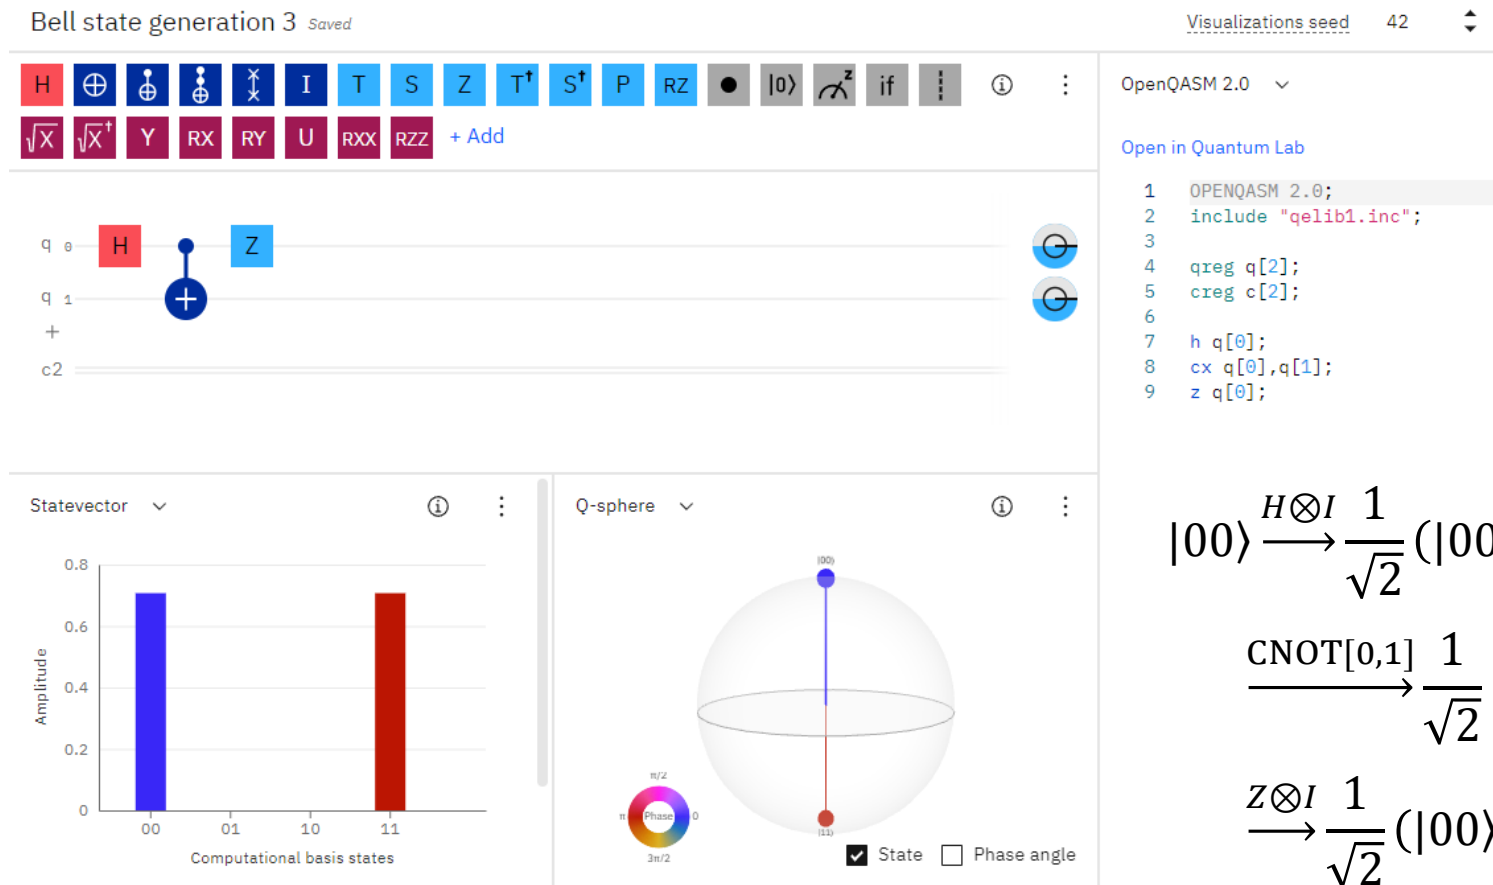 Bell state generation 3 Saved
Visualizations seed 42
H T S Z T† S† P RZ |0⟩ z if
I
√X √X† Y RX RY U RXX RZZ + Add
q 0 H Z
q 1
+
c2
OpenQASM 2.0
Open in Quantum Lab
1 OPENQASM 2.0;
2 include "qelib1.inc";
3
4 qreg q[2];
5 creg c[2];
6
7 h q[0];
8 cx q[0],q[1];
9 z q[0];
Statevector
0.8
0.6
0.4
0.2
0
Amplitude
00 01 10 11
Computational basis states
Q-sphere
|00⟩
|11⟩
π/2
π Phase 0
3π/2
State Phase angle
|00⟩ H⊗I → 1/√2 (|00
CNOT[0,1] → 1/√2
Z⊗I → 1/√2 (|00⟩